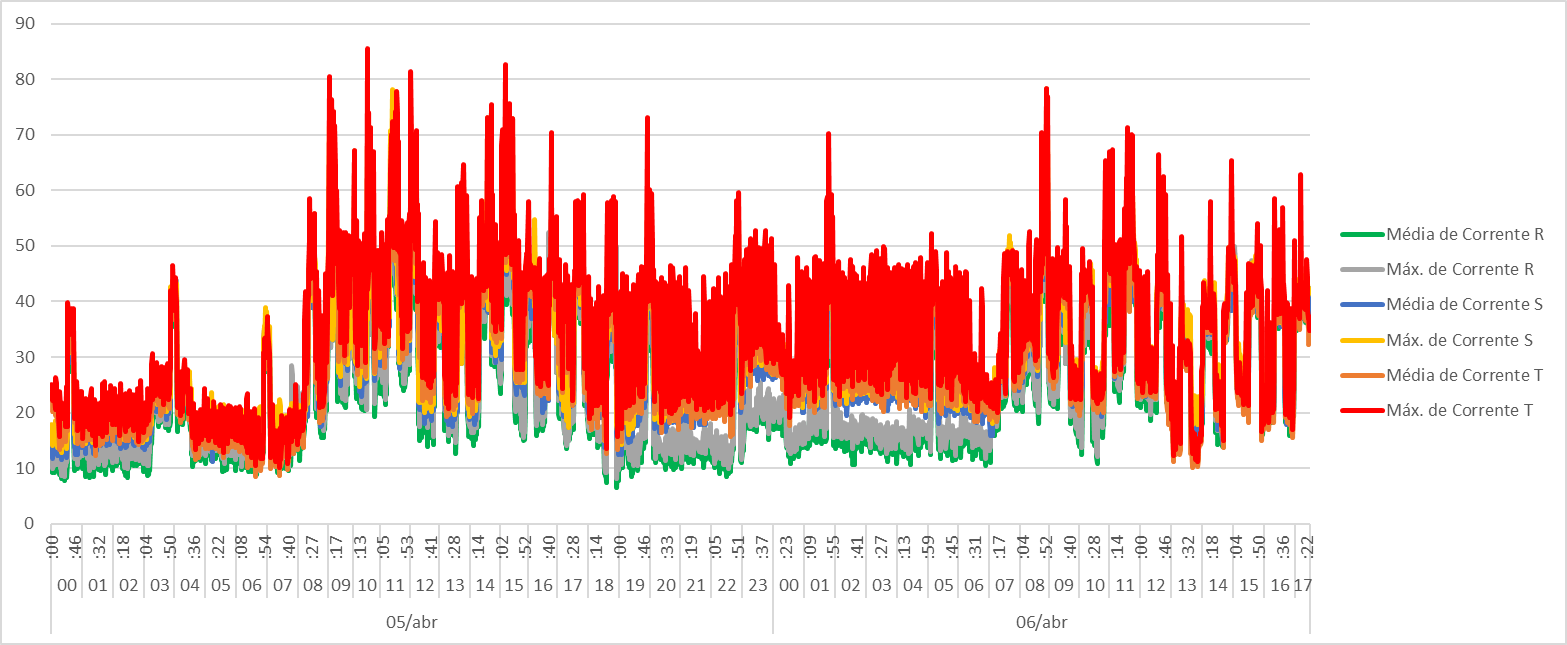 90
80
70
60
50
40
30
20
10
0
:00 :46 :32 :18 :04 :50 :36 :22 :08 :54 :40 :27 :17 :13 :05 :53 :41 :28 :14 :02 :52 :40 :28 :14 :00 :46 :33 :19 :05 :51 :37 :23 :09 :55 :41 :27 :13 :59 :45 :31 :17 :04 :52 :40 :28 :14 :00 :46 :32 :18 :04 :50 :36 :22
00 01 02 03 04 05 06 07 08 09 10 11 12 13 14 15 16 17 18 19 20 21 22 23 00 01 02 03 04 05 06 07 08 09 10 11 12 13 14 15 16 17
05/abr 06/abr
Média de Corrente R
Máx. de Corrente R
Média de Corrente S
Máx. de Corrente S
Média de Corrente T
Máx. de Corrente T